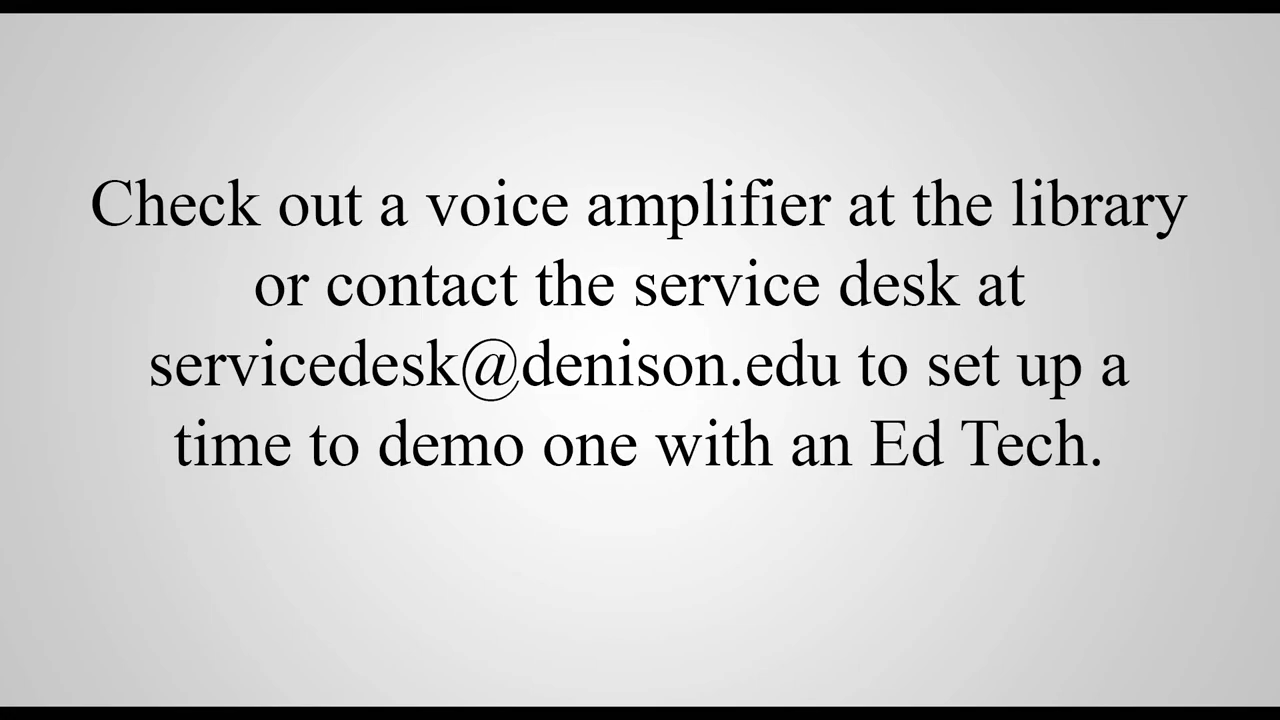 Check out a voice amplifier at the library
or contact the service desk at
servicedesk@denison.edu to set up a
time to demo one with an Ed Tech.